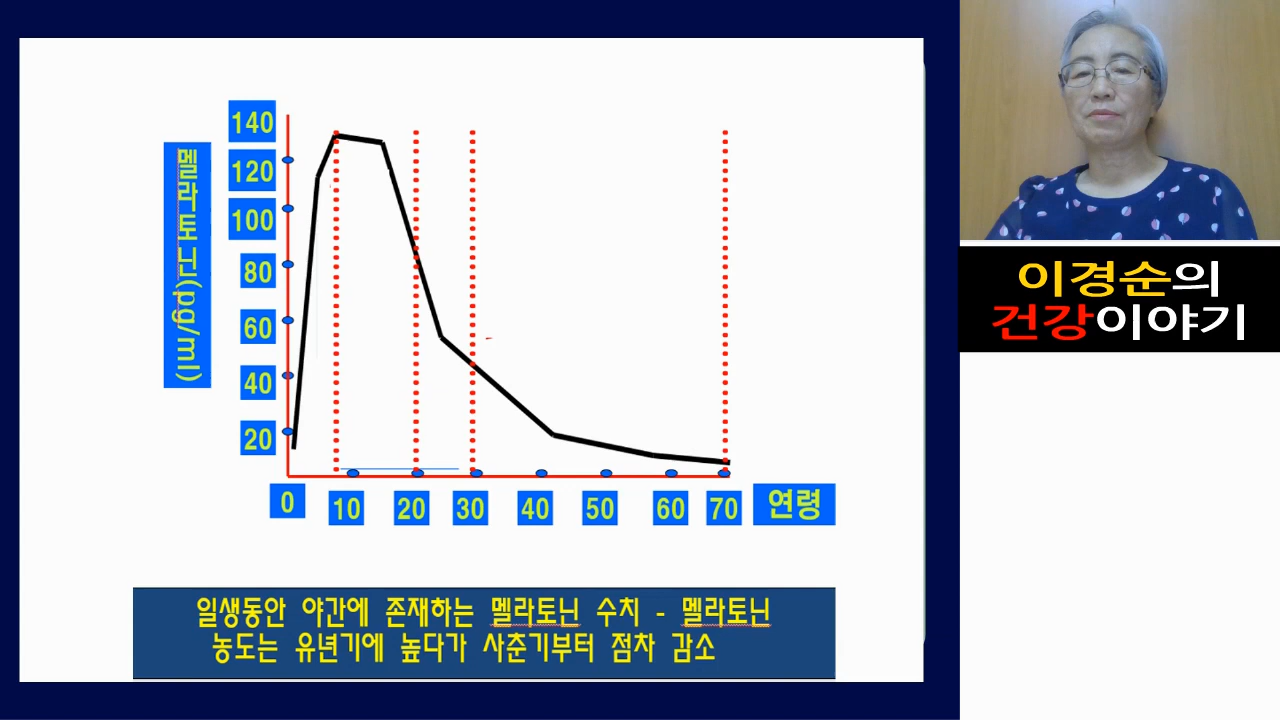 140
120
100
80
60
40
20
멜라토닌(pg/ml)
0
10
20
30
40
50
60
70
연령
일생동안 야간에 존재하는 멜라토닌 수치 - 멜라토닌
농도는 유년기에 높다가 사춘기부터 점차 감소
이경순의
건강이야기